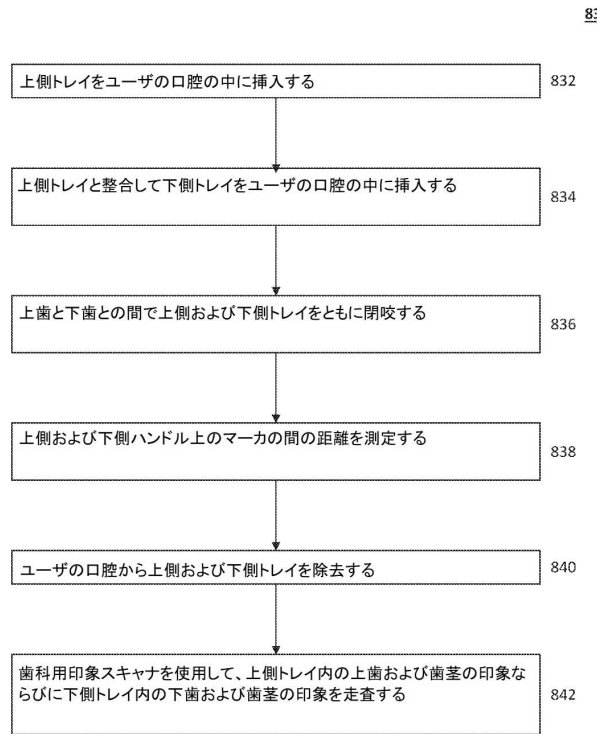 上側トレイをユーザの口腔の中に挿入する
832
上側トレイと整合して下側トレイをユーザの口腔の中に挿入する
834
上歯と下歯との間で上側および下側トレイをともに閉咬する
836
上側および下側ハンドル上のマーカの間の距離を測定する
838
ユーザの口腔から上側および下側トレイを除去する
840
歯科用印象スキャナを使用して、上側トレイ内の上歯および歯茎の印象な
らびに下側トレイ内の下歯および歯茎の印象を走査する
842